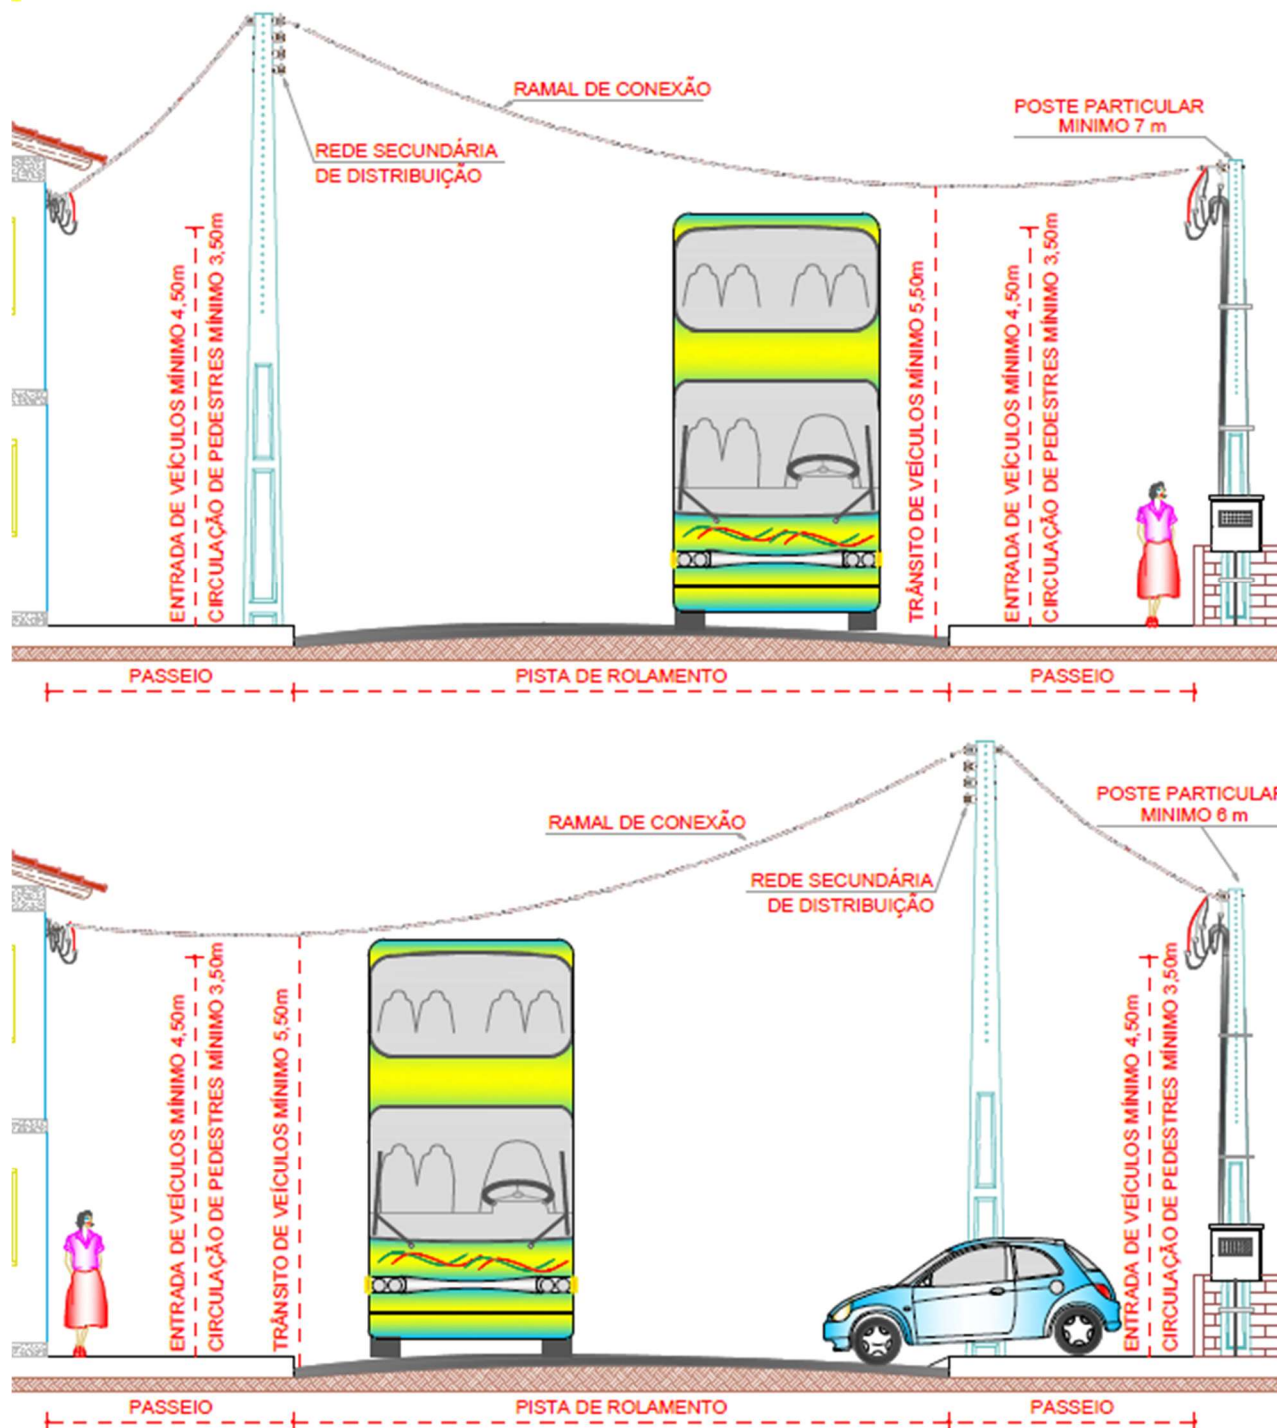 RAMAL DE CONEXÃO
POSTE PARTICULAR
MINIMO 7 m
REDE SECUNDÁRIA
DE DISTRIBUIÇÃO
ENTRADA DE VEÍCULOS MÍNIMO 4,50m
CIRCULAÇÃO DE PEDESTRES MÍNIMO 3,50m
TRÂNSITO DE VEÍCULOS MÍNIMO 5,50m
ENTRADA DE VEÍCULOS MÍNIMO 4,50m
CIRCULAÇÃO DE PEDESTRES MÍNIMO 3,50m
PASSEIO
PISTA DE ROLAMENTO
PASSEIO
RAMAL DE CONEXÃO
POSTE PARTICULAR
MINIMO 6 m
REDE SECUNDÁRIA
DE DISTRIBUIÇÃO
ENTRADA DE VEÍCULOS MÍNIMO 4,50m
CIRCULAÇÃO DE PEDESTRES MÍNIMO 3,50m
TRÂNSITO DE VEÍCULOS MÍNIMO 5,50m
ENTRADA DE VEÍCULOS MÍNIMO 4,50m
CIRCULAÇÃO DE PEDESTRES MÍNIMO 3,50m
PASSEIO
PISTA DE ROLAMENTO
PASSEIO